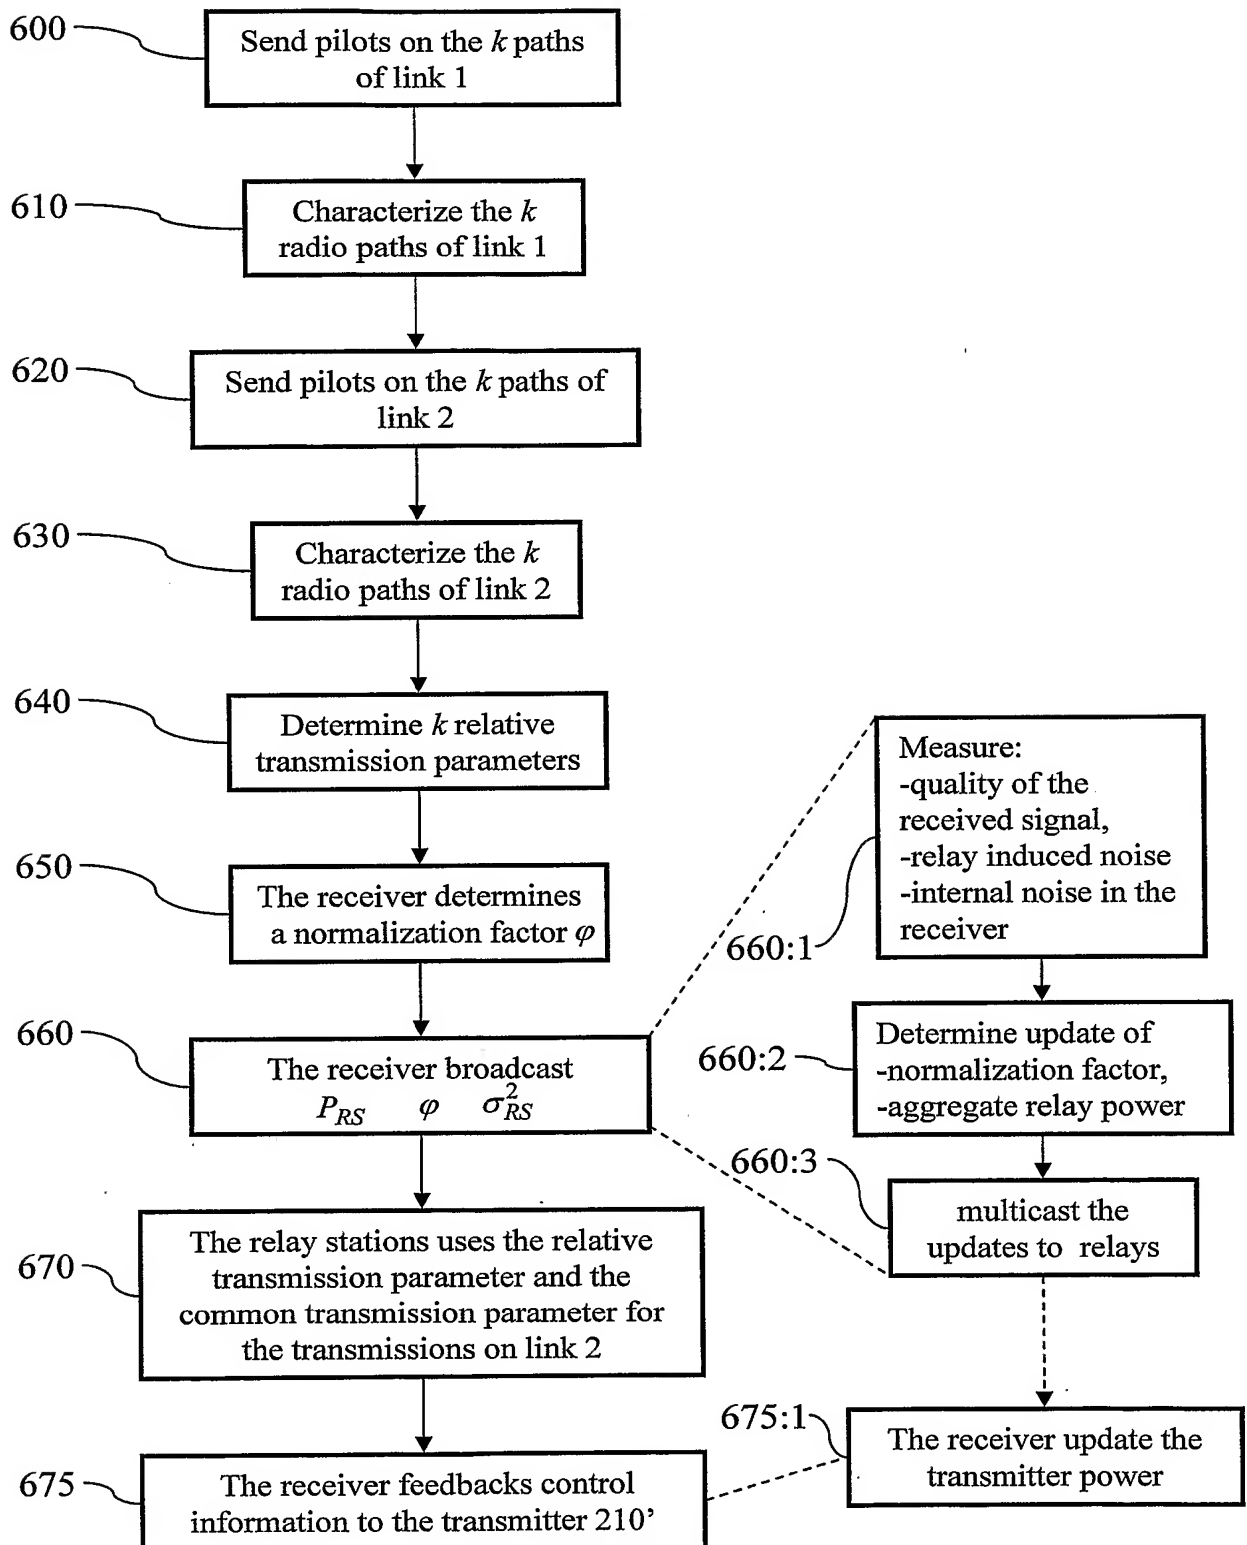 600
Send pilots on the k paths
of link 1
610
Characterize the k
radio paths of link 1
620
Send pilots on the k paths of
link 2
630
Characterize the k
radio paths of link 2
640
Determine k relative
transmission parameters
650
The receiver determines
a normalization factor φ
660
The receiver broadcast
P_RS φ σ²_RS
670
The relay stations uses the relative
transmission parameter and the
common transmission parameter for
the transmissions on link 2
675
The receiver feedbacks control
information to the transmitter 210’
Measure:
-quality of the
received signal,
-relay induced noise
-internal noise in the
receiver
660:1
Determine update of
-normalization factor,
-aggregate relay power
660:2
660:3
multicast the
updates to relays
675:1
The receiver update the
transmitter power